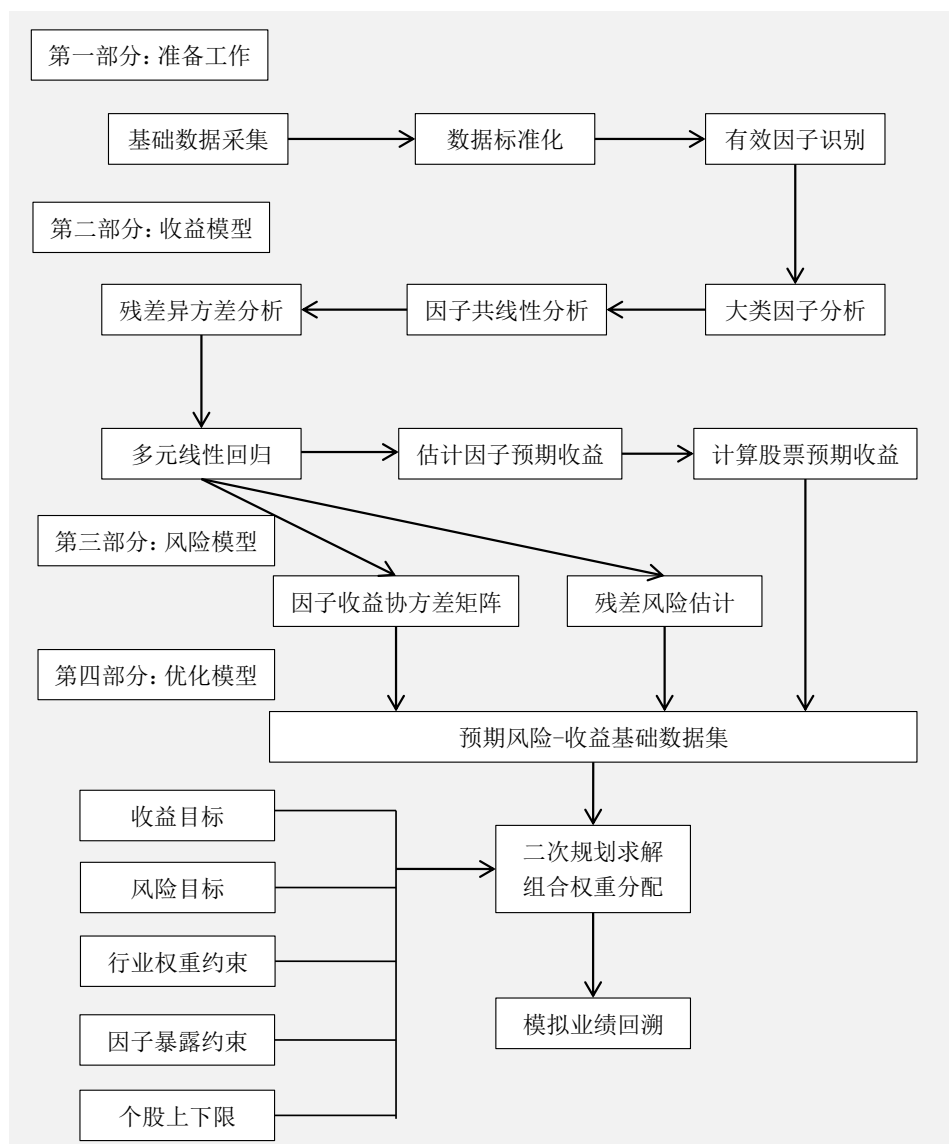 第一部分：准备工作
基础数据采集
数据标准化
有效因子识别
第二部分：收益模型
残差异方差分析
因子共线性分析
大类因子分析
多元线性回归
估计因子预期收益
计算股票预期收益
第三部分：风险模型
因子收益协方差矩阵
残差风险估计
第四部分：优化模型
预期风险-收益基础数据集
收益目标
二次规划求解
组合权重分配
风险目标
行业权重约束
模拟业绩回溯
因子暴露约束
个股上下限